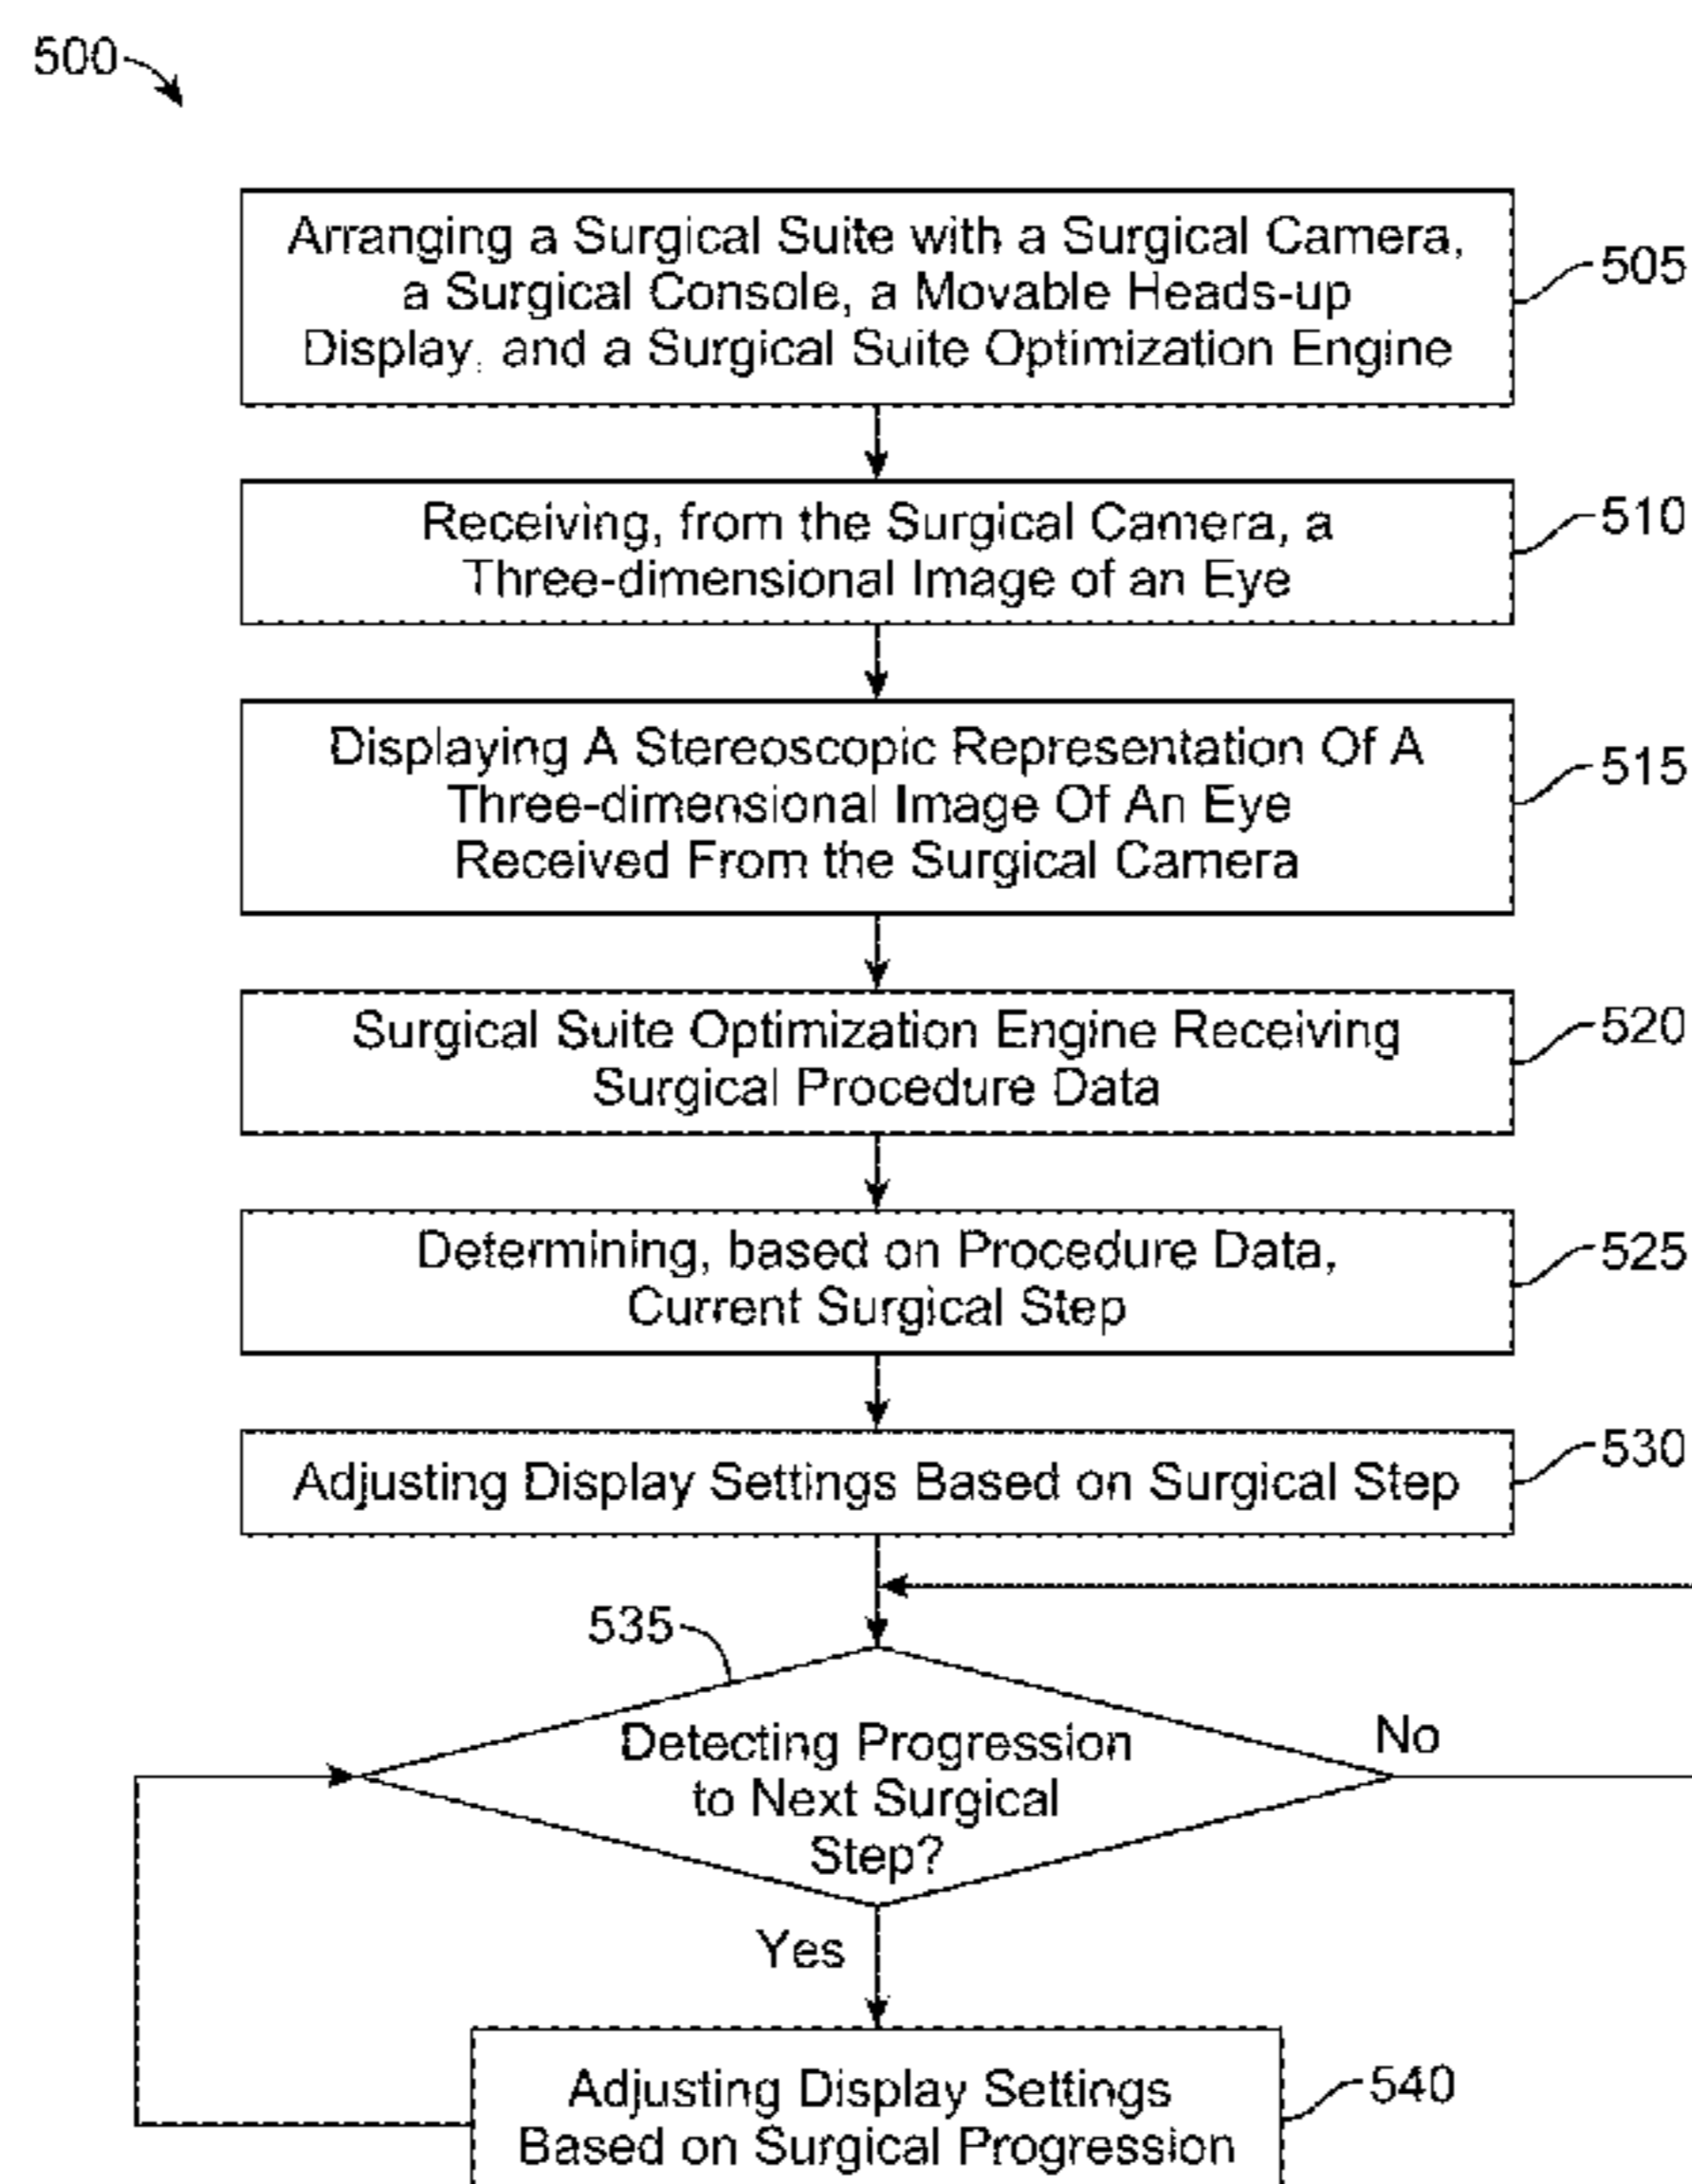 500
Arranging a Surgical Suite with a Surgical Camera,
a Surgical Console, a Movable Heads-up
Display, and a Surgical Suite Optimization Engine
505
Receiving, from the Surgical Camera, a
Three-dimensional Image of an Eye
510
Displaying A Stereoscopic Representation Of A
Three-dimensional Image Of An Eye
Received From the Surgical Camera
515
Surgical Suite Optimization Engine Receiving
Surgical Procedure Data
520
Determining, based on Procedure Data,
Current Surgical Step
525
Adjusting Display Settings Based on Surgical Step
530
535
Detecting Progression
to Next Surgical
Step?
No
Yes
Adjusting Display Settings
Based on Surgical Progression
540